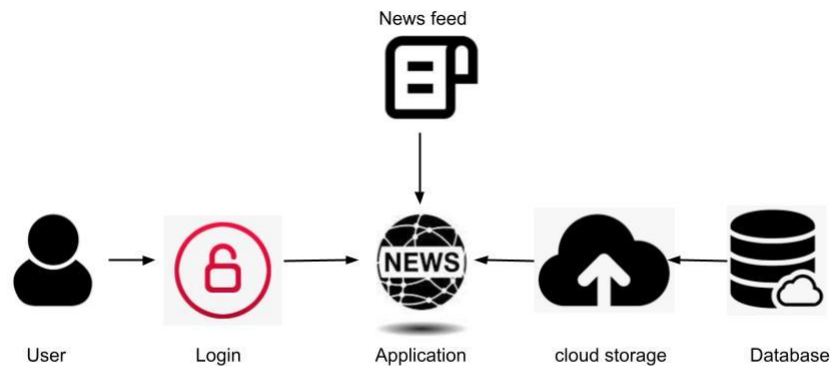 News feed
NEWS
User
Login
Application
cloud storage
Database